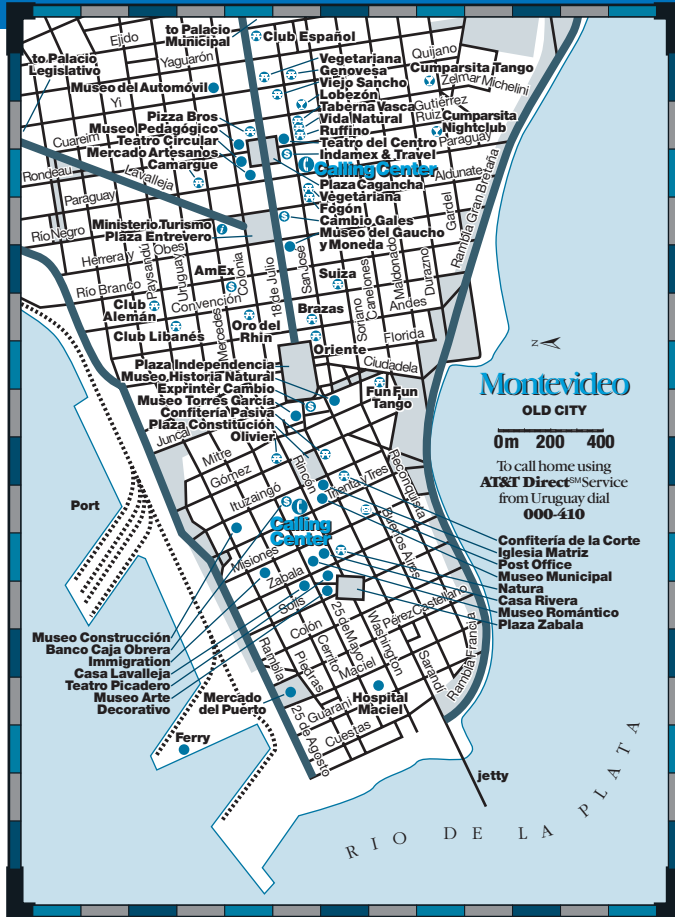 to Palacio
Municipal
Club Español
Ejido
Yaguarón
to Palacio
Legislativo
Quijano
Vegetariana
Genovesa
Cumparsita Tango
Zelmar Michelini
Museo del Automóvil
Viejo Sancho
Yi
Lobezón
Taberna Vasca
Gutiérrez
Pizza Bros
Vida Natural
Ruiz
Cumparsita
Nightclub
Museo Pedagógico
Ruffino
Cuareim
Teatro Circular
Teatro del Centro
Paraguay
Mercado Artesanos
Indamex & Travel
Camargue
Calling Center
Rondeau
Lavalleja
Aldunate
Plaza Cagancha
Paraguay
Vegetáriana
Fogón
Gardel
Rambla Gran Bretaña
Ministerio Turismo
Cambio Gales
Río Negro
Plaza Entrevero
Museo del Gaucho
y Moneda
Herrera y Obes
Paysandú
Uruguay
AmEx
Colonia
18 de Julio
San José
Suiza
Soriano
Canelones
Maldonado
Durazno
Río Branco
Convención
Andes
Club
Alemán
Mercedes
Oro del
Rhin
Brazas
Club Libanés
Florida
Oriente
Ciudadela
Plaza Independencia
Museo Historia Natural
Exprinter Cambio
Museo Torres García
Confitería Pasiva
Plaza Constitución
Olivier
Fun Fun
Tango
N
Montevideo
OLD CITY
0m 200 400
To call home using
AT&T Direct℠ Service
from Uruguay dial
000-410
Juncal
Mitre
Gómez
Rincón
Treinta y Tres
Reconquista
Ituzaingó
Buenos Aires
Port
Calling
Center
Misiones
Zabala
Solís
Confitería de la Corte
Iglesia Matriz
Post Office
Museo Municipal
Natura
Casa Rivera
Museo Romántico
Plaza Zabala
Colón
25 de Mayo
Washington
Pérez Castellano
Cerrito
Piedras
Maciel
Sarandí
Rambla Francia
Rambla
Museo Construcción
Banco Caja Obrera
Immigration
Casa Lavalleja
Teatro Picadero
Museo Arte
Decorativo
Mercado
del Puerto
Guaraní
Hospital
Maciel
25 de Agosto
Cuestas
Ferry
jetty
RIO DE LA PLATA